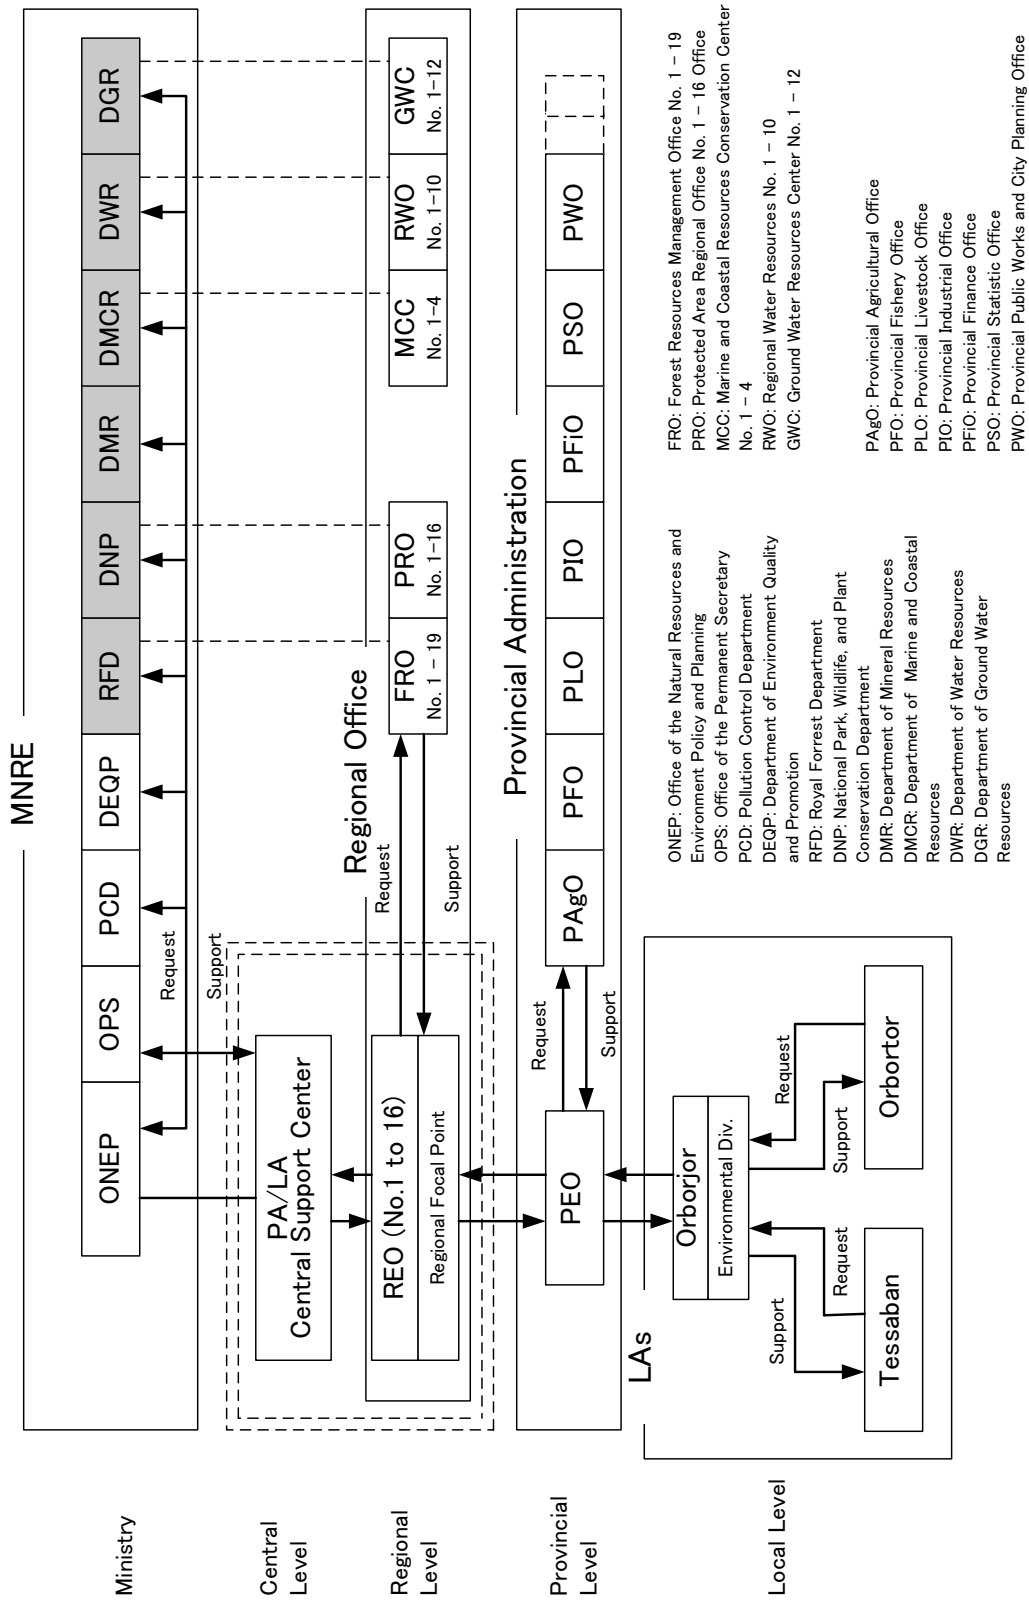 MNRE
Ministry
ONEP
OPS
PCD
DEQP
RFD
DNP
DMR
DMCR
DWR
DGR
Request
Support
Central
Level
PA/LA
Central Support Center
Regional Office
Regional
Level
REO (No.1 to 16)
Regional Focal Point
Request
Support
FRO
No. 1 – 19
PRO
No. 1–16
MCC
No. 1–4
RWO
No. 1–10
GWC
No. 1–12
Provincial Administration
Provincial
Level
PEO
Request
Support
PAgO
PFO
PLO
PIO
PFiO
PSO
PWO
LAs
Local Level
Orborjor
Environmental Div.
Support
Request
Support
Request
Tessaban
Orbortor
ONEP: Office of the Natural Resources and
Environment Policy and Planning
OPS: Office of the Permanent Secretary
PCD: Pollution Control Department
DEQP: Department of Environment Quality
and Promotion
RFD: Royal Forrest Department
DNP: National Park, Wildlife, and Plant
Conservation Department
DMR: Department of Mineral Resources
DMCR: Department of Marine and Coastal
Resources
DWR: Department of Water Resources
DGR: Department of Ground Water
Resources
FRO: Forest Resources Management Office No. 1 – 19
PRO: Protected Area Regional Office No. 1 – 16 Office
MCC: Marine and Coastal Resources Conservation Center
No. 1 – 4
RWO: Regional Water Resources No. 1 – 10
GWC: Ground Water Resources Center No. 1 – 12
PAgO: Provincial Agricultural Office
PFO: Provincial Fishery Office
PLO: Provincial Livestock Office
PIO: Provincial Industrial Office
PFiO: Provincial Finance Office
PSO: Provincial Statistic Office
PWO: Provincial Public Works and City Planning Office